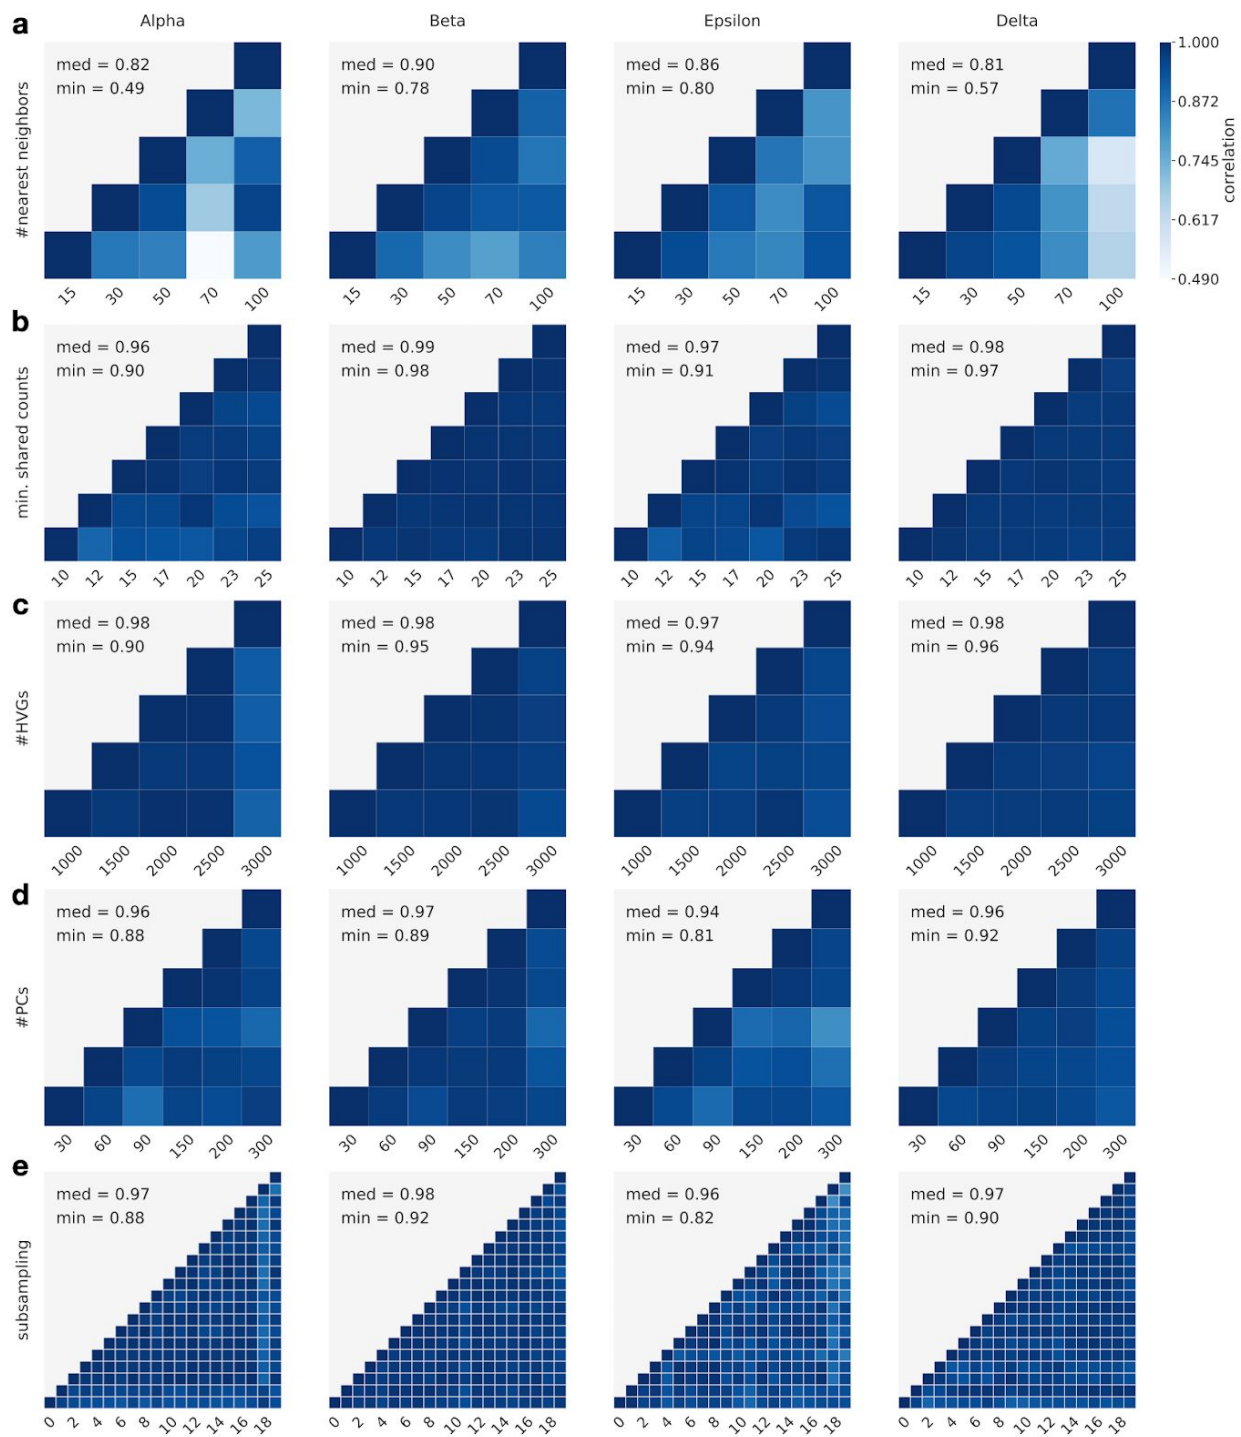 a
Alpha
Beta
Epsilon
Delta
#nearest neighbors
med = 0.82
min = 0.49
med = 0.90
min = 0.78
med = 0.86
min = 0.80
med = 0.81
min = 0.57
1.000
0.872
0.745
0.617
0.490
correlation
15 30 50 70 100
15 30 50 70 100
15 30 50 70 100
15 30 50 70 100
b
min. shared counts
med = 0.96
min = 0.90
med = 0.99
min = 0.98
med = 0.97
min = 0.91
med = 0.98
min = 0.97
10 12 15 17 20 23 25
10 12 15 17 20 23 25
10 12 15 17 20 23 25
10 12 15 17 20 23 25
c
#HVGs
med = 0.98
min = 0.90
med = 0.98
min = 0.95
med = 0.97
min = 0.94
med = 0.98
min = 0.96
1000 1500 2000 2500 3000
1000 1500 2000 2500 3000
1000 1500 2000 2500 3000
1000 1500 2000 2500 3000
d
#PCs
med = 0.96
min = 0.88
med = 0.97
min = 0.89
med = 0.94
min = 0.81
med = 0.96
min = 0.92
30 60 90 150 200 300
30 60 90 150 200 300
30 60 90 150 200 300
30 60 90 150 200 300
e
subsampling
med = 0.97
min = 0.88
med = 0.98
min = 0.92
med = 0.96
min = 0.82
med = 0.97
min = 0.90
0 2 4 6 8 10 12 14 16 18
0 2 4 6 8 10 12 14 16 18
0 2 4 6 8 10 12 14 16 18
0 2 4 6 8 10 12 14 16 18